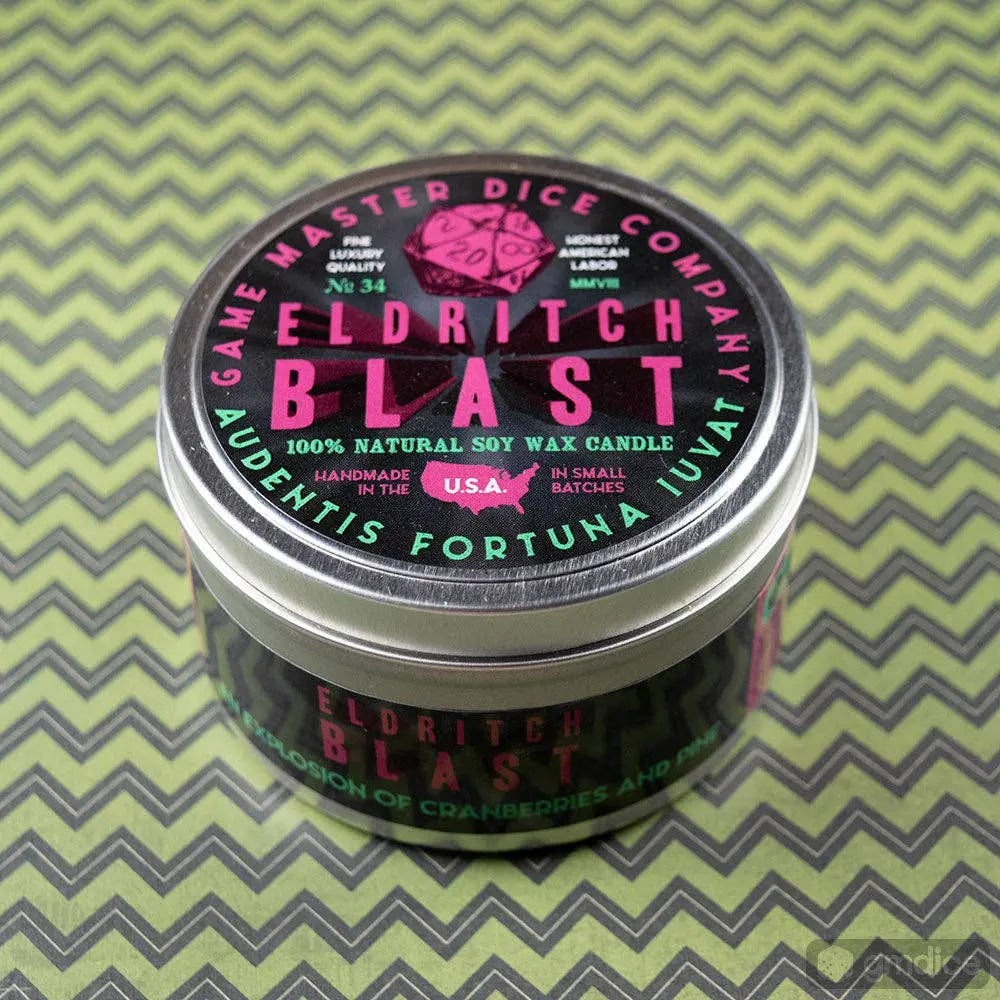 GAME MASTER DICE COMPANY
FINE
LUXURY
QUALITY
№ 34
20
HONEST
AMERICAN
LABOR
MMVIII
ELDRITCH
BLAST
100% NATURAL SOY WAX CANDLE
HANDMADE
IN THE
U.S.A.
IN SMALL
BATCHES
AUDENTIS FORTUNA IUVAT
ELDRITCH
BLAST
EXPLOSION OF CRANBERRIES AND PINE
gmdice